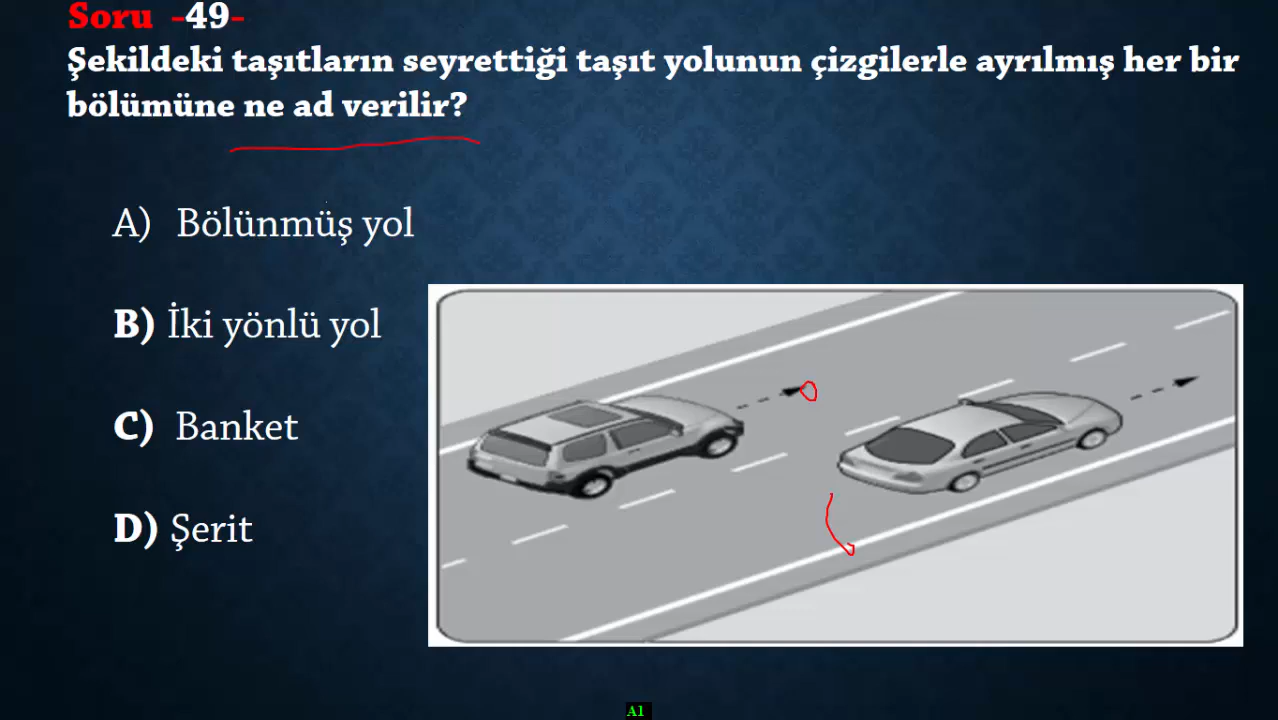 Soru -49-
Şekildeki taşıtların seyrettiği taşıt yolunun çizgilerle ayrılmış her bir
bölümüne ne ad verilir?
A) Bölünmüş yol
B) İki yönlü yol
C) Banket
D) Şerit
A1